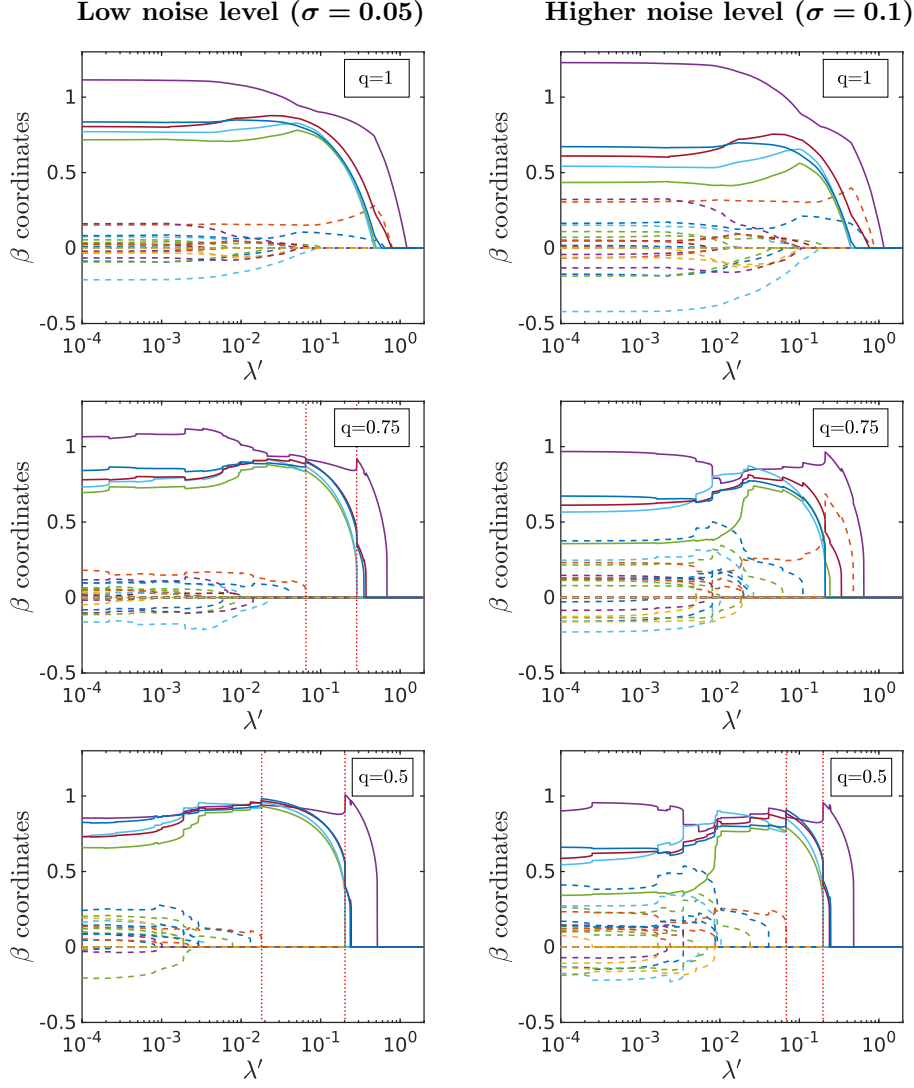 Low noise level (σ = 0.05)
Higher noise level (σ = 0.1)
q=1
1
0.5
0
-0.5
β coordinates
10^-4 10^-3 10^-2 10^-1 10^0
λ′
q=1
1
0.5
0
-0.5
β coordinates
10^-4 10^-3 10^-2 10^-1 10^0
λ′
q=0.75
1
0.5
0
-0.5
β coordinates
10^-4 10^-3 10^-2 10^-1 10^0
λ′
q=0.75
1
0.5
0
-0.5
β coordinates
10^-4 10^-3 10^-2 10^-1 10^0
λ′
q=0.5
1
0.5
0
-0.5
β coordinates
10^-4 10^-3 10^-2 10^-1 10^0
λ′
q=0.5
1
0.5
0
-0.5
β coordinates
10^-4 10^-3 10^-2 10^-1 10^0
λ′